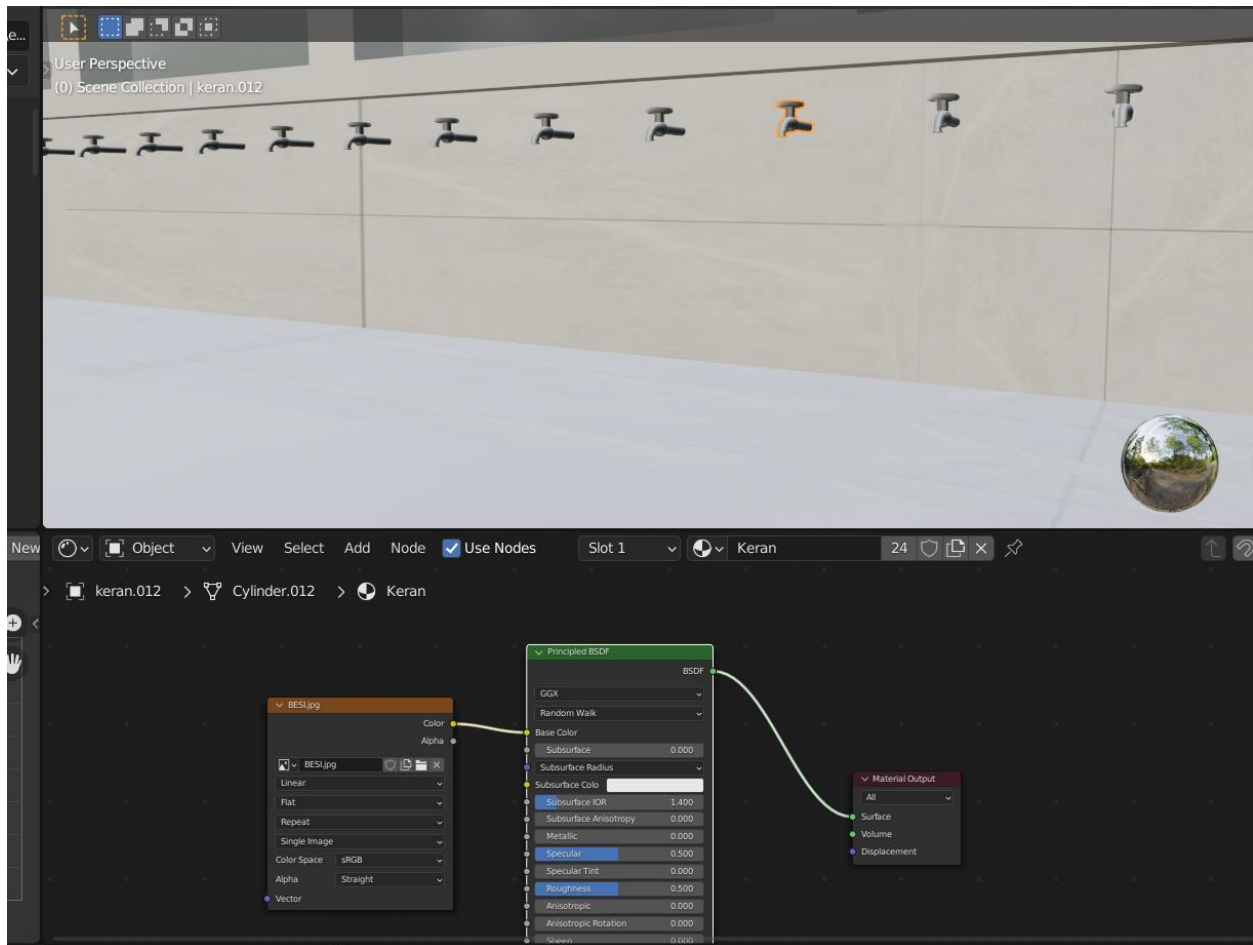 e...
User Perspective
(0) Scene Collection | keran.012
New
Object
View
Select
Add
Node
Use Nodes
Slot 1
Keran
24
keran.012
Cylinder.012
Keran
BESI.jpg
Color
Alpha
BESI.jpg
Linear
Flat
Repeat
Single Image
Color Space sRGB
Alpha Straight
Vector
Principled BSDF
BSDF
GGX
Random Walk
Base Color
Subsurface 0.000
Subsurface Radius
Subsurface Colo
Subsurface IOR 1.400
Subsurface Anisotropy 0.000
Metallic 0.000
Specular 0.500
Specular Tint 0.000
Roughness 0.500
Anisotropic 0.000
Anisotropic Rotation 0.000
Sheen 0.000
Material Output
All
Surface
Volume
Displacement